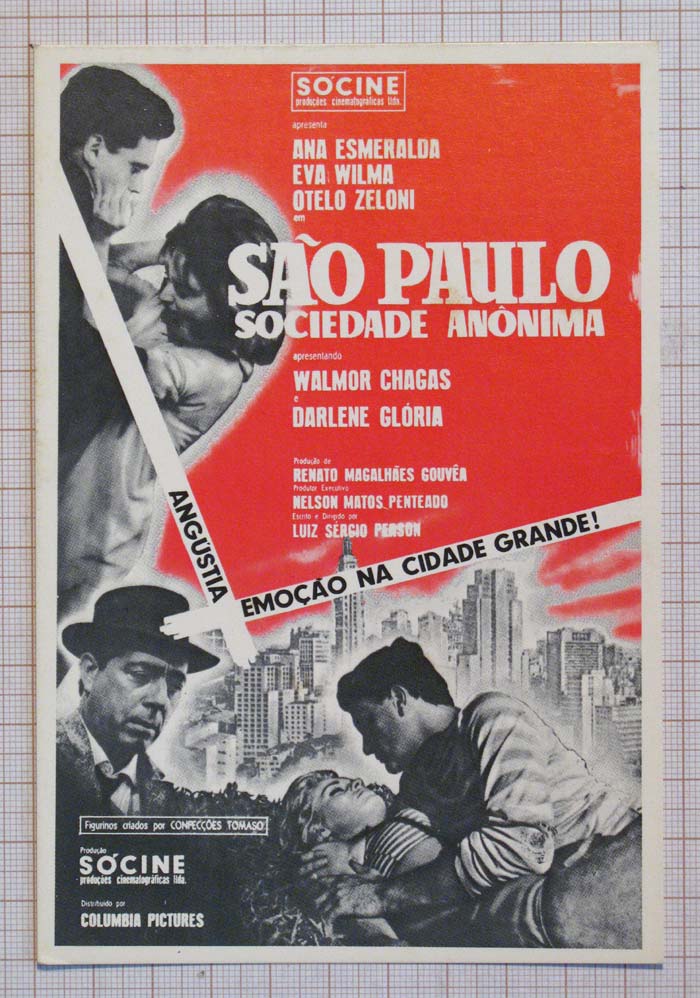 SOCINE
produções cinematográficas ltda.
apresenta
ANA ESMERALDA
EVA WILMA
OTELO ZELONI
em
SÃO PAULO
SOCIEDADE ANÔNIMA
apresentando
WALMOR CHAGAS
e
DARLENE GLÓRIA
Produção de
RENATO MAGALHÃES GOUVÊA
Produtor Executivo
NELSON MATOS PENTEADO
Escrito e Dirigido por
LUIZ SÉRGIO PERSON
ANGÚSTIA
EMOÇÃO NA CIDADE GRANDE!
Figurinos criados por CONFECÇÕES TOMASO
Produção
SOCINE
produções cinematográficas ltda.
Distribuido por
COLUMBIA PICTURES